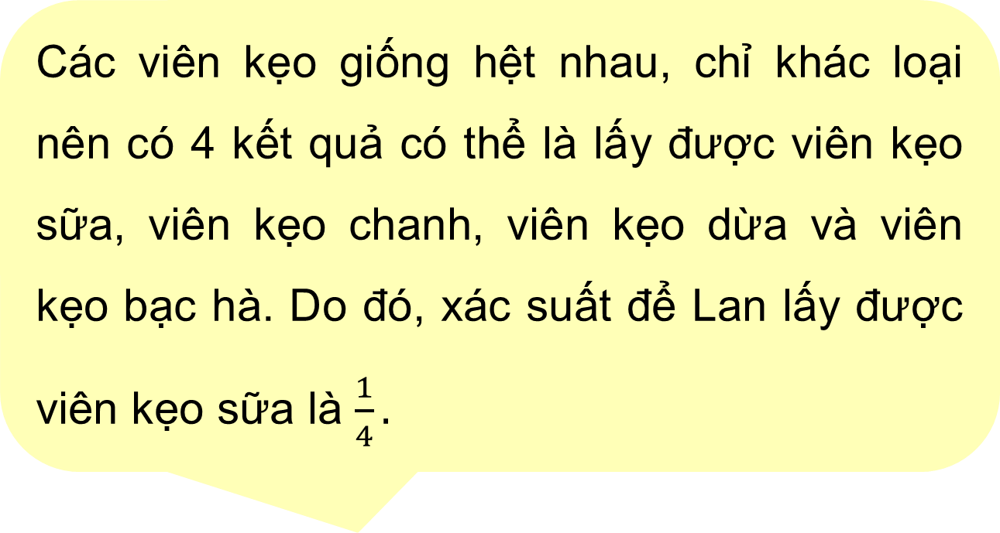 Các viên kẹo giống hệt nhau, chỉ khác loại
nên có 4 kết quả có thể là lấy được viên kẹo
sữa, viên kẹo chanh, viên kẹo dừa và viên
kẹo bạc hà. Do đó, xác suất để Lan lấy được
viên kẹo sữa là 1/4.